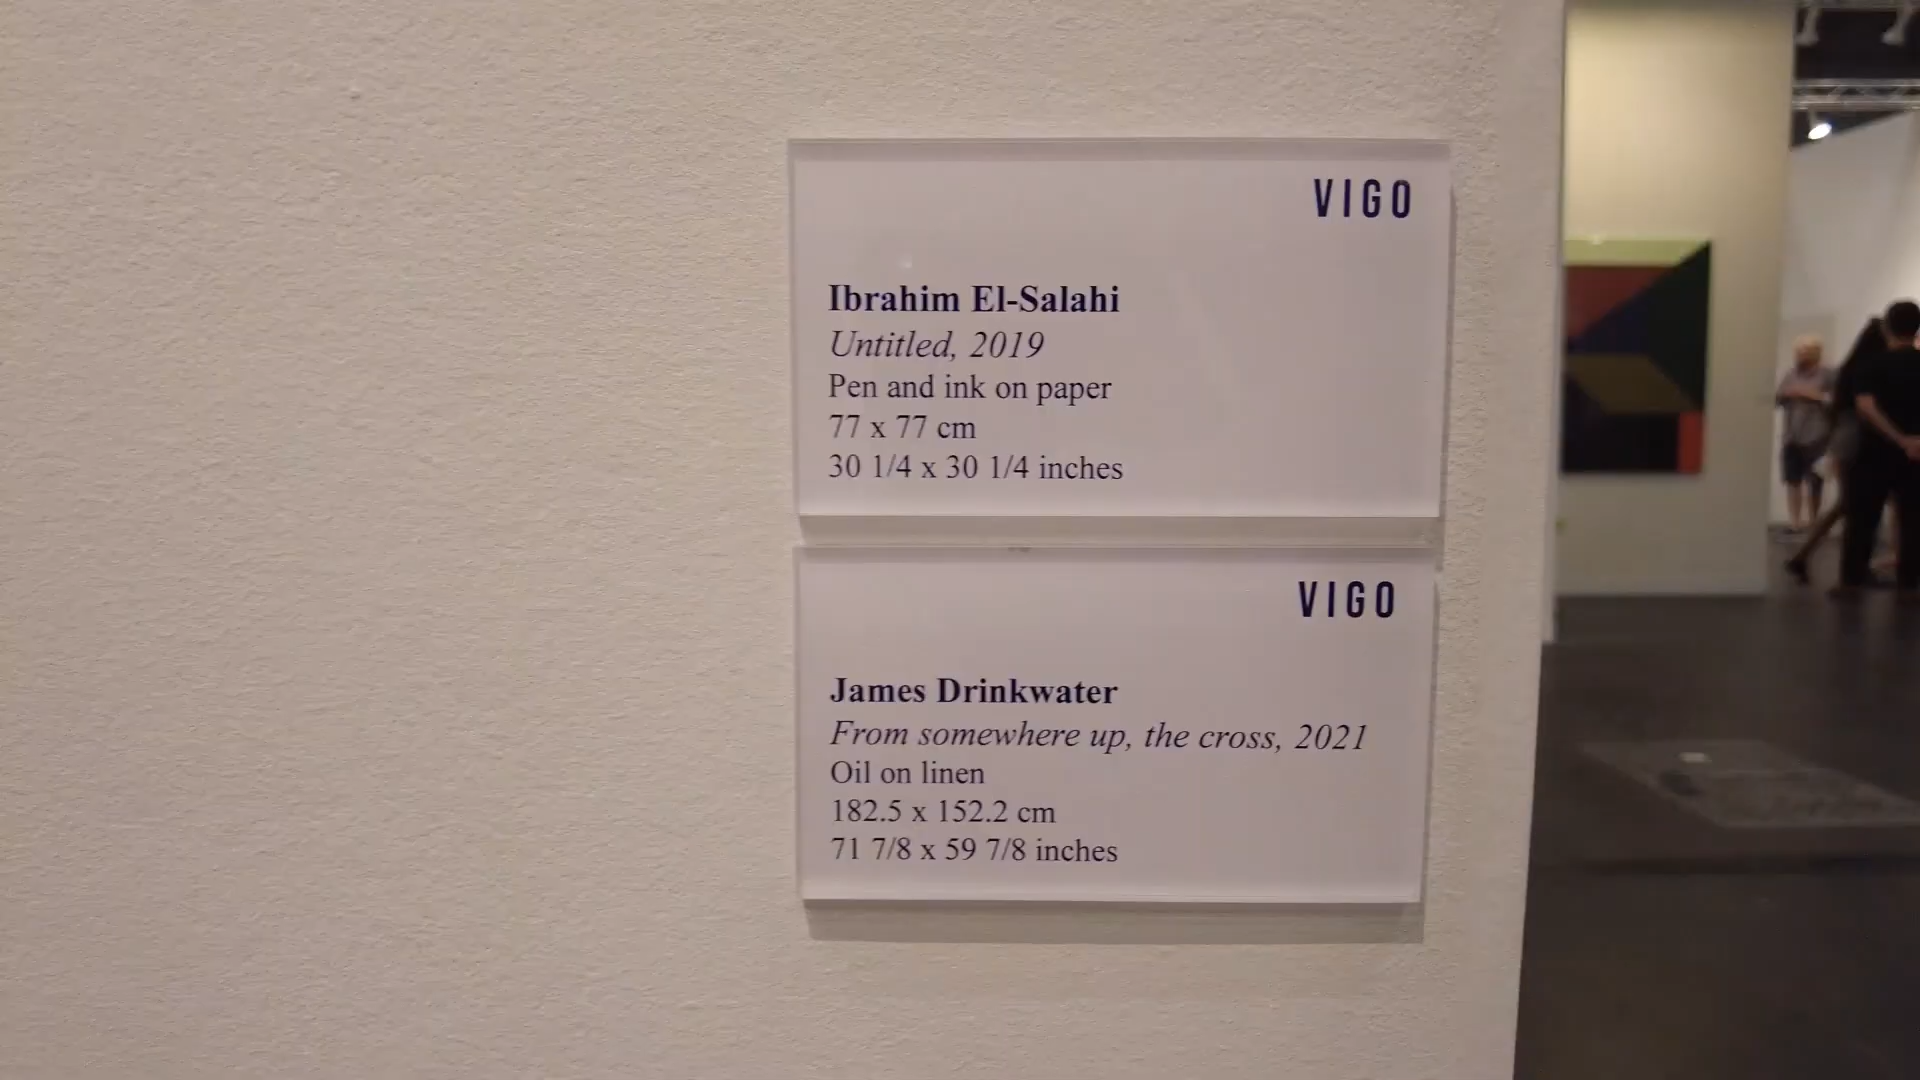 VIGO
Ibrahim El-Salahi
Untitled, 2019
Pen and ink on paper
77 x 77 cm
30 1/4 x 30 1/4 inches
VIGO
James Drinkwater
From somewhere up, the cross, 2021
Oil on linen
182.5 x 152.2 cm
71 7/8 x 59 7/8 inches